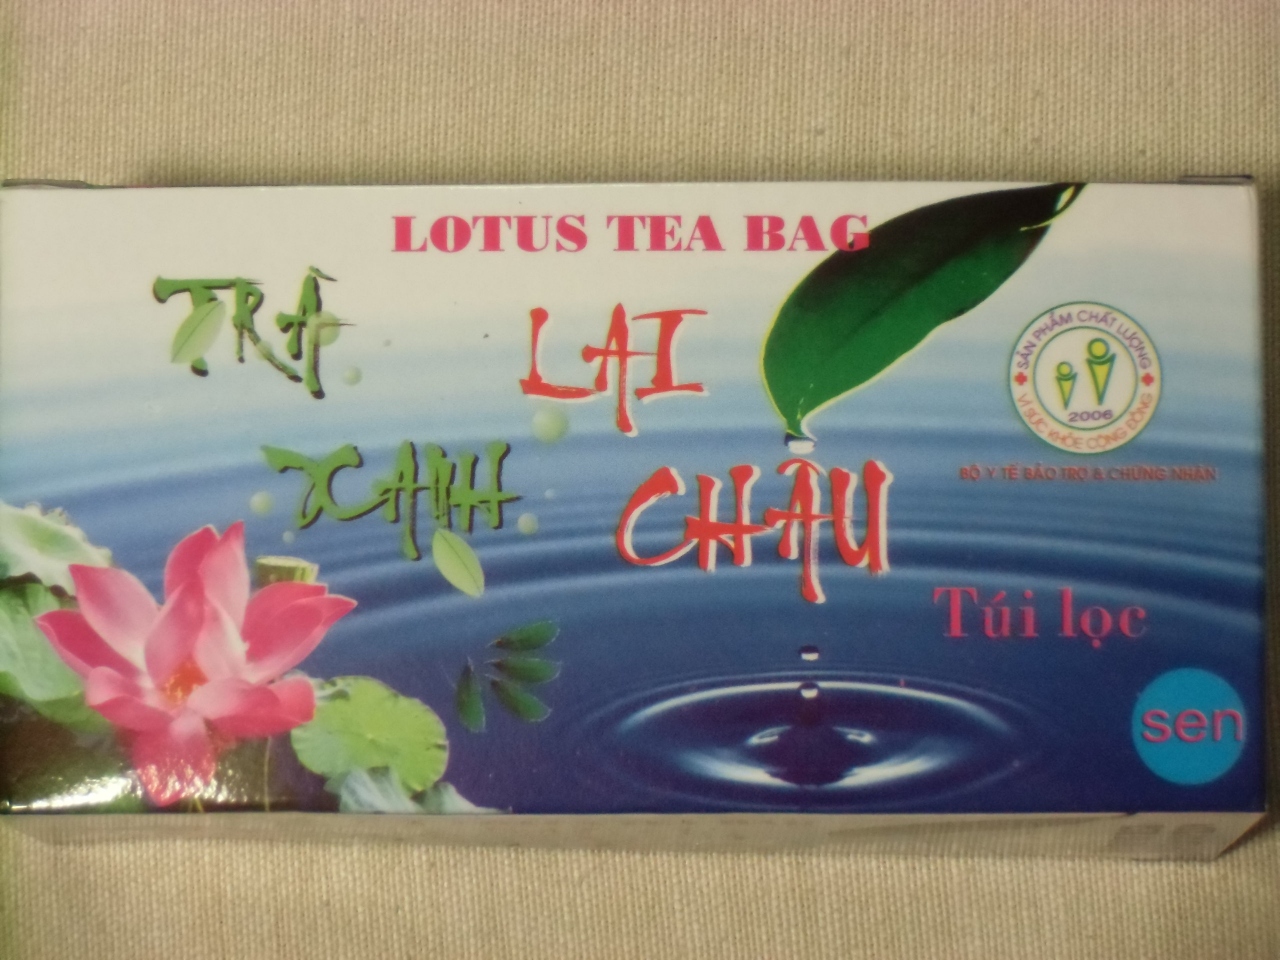 LOTUS TEA BAG
TRÀ
XANH
LAI
CHÂU
SẢN PHẨM CHẤT LƯỢNG
2006
VÌ SỨC KHỎE CỘNG ĐỒNG
BỘ Y TẾ BẢO TRỢ & CHỨNG NHẬN
Túi lọc
sen